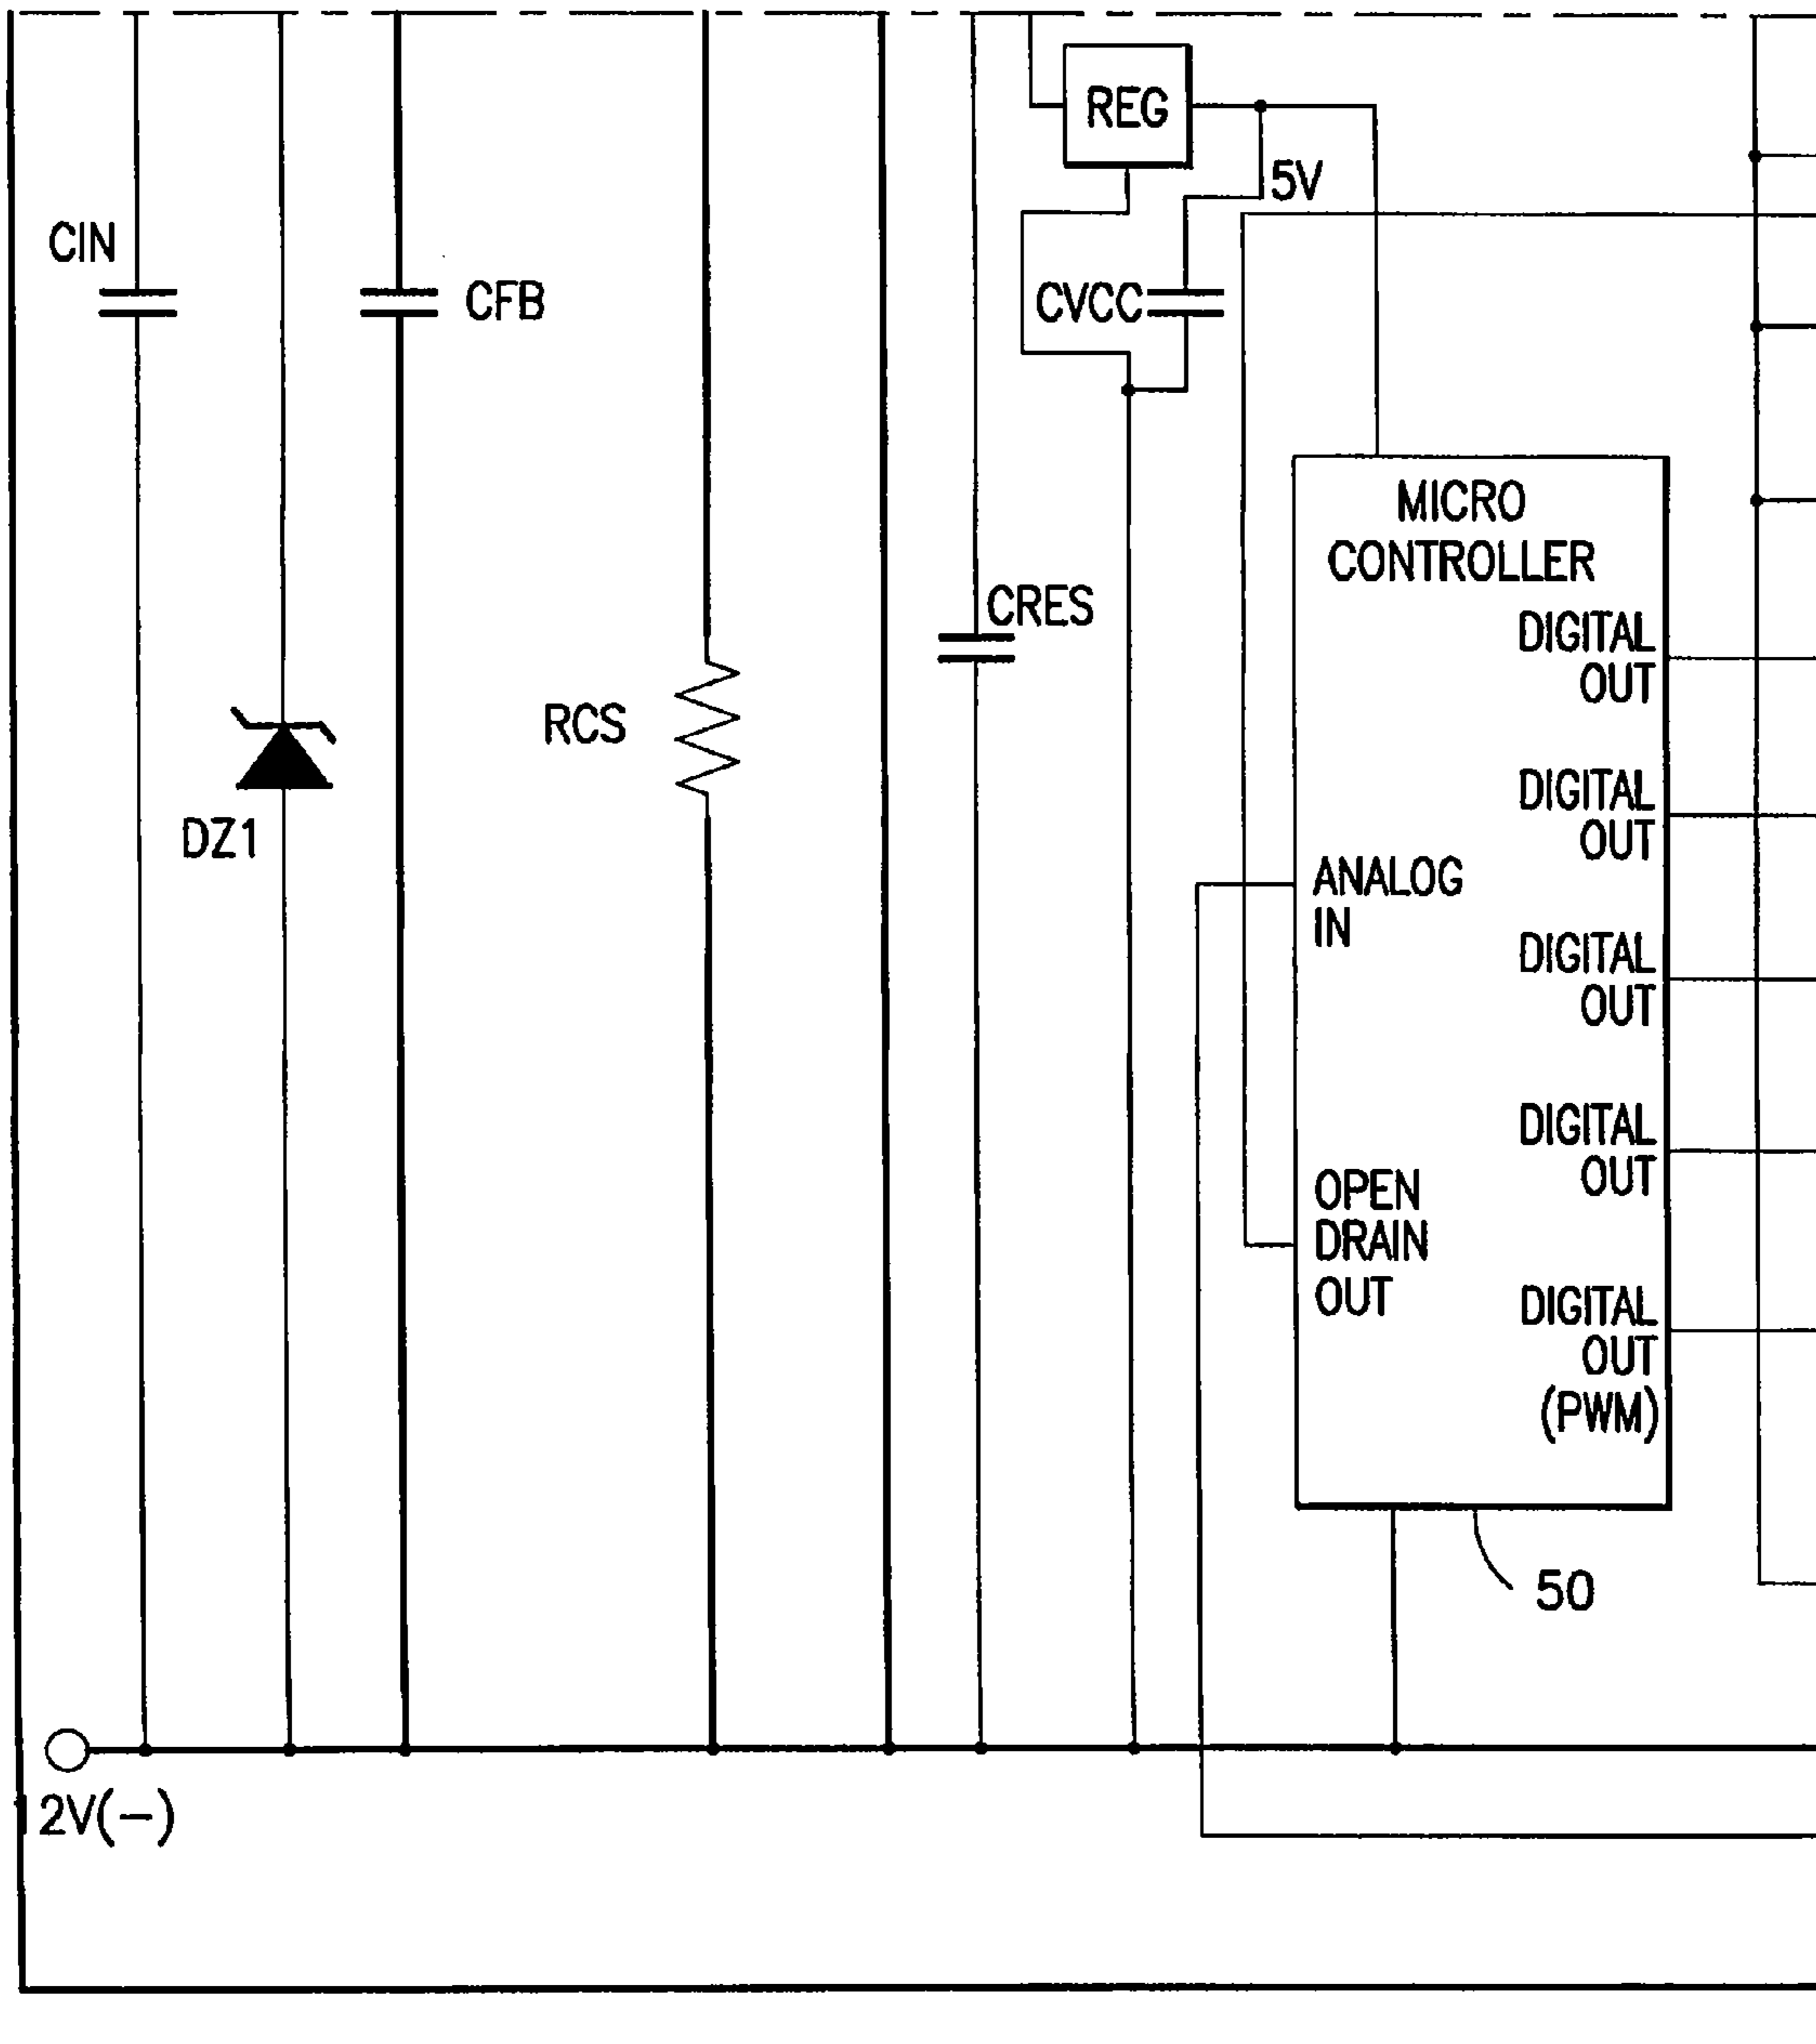 REG
5V
CIN
CFB
CVCC
MICRO
CONTROLLER
CRES
DIGITAL
OUT
RCS
DIGITAL
OUT
DZ1
ANALOG
IN
DIGITAL
OUT
DIGITAL
OUT
OPEN
DRAIN
OUT
DIGITAL
OUT
(PWM)
50
12V(−)